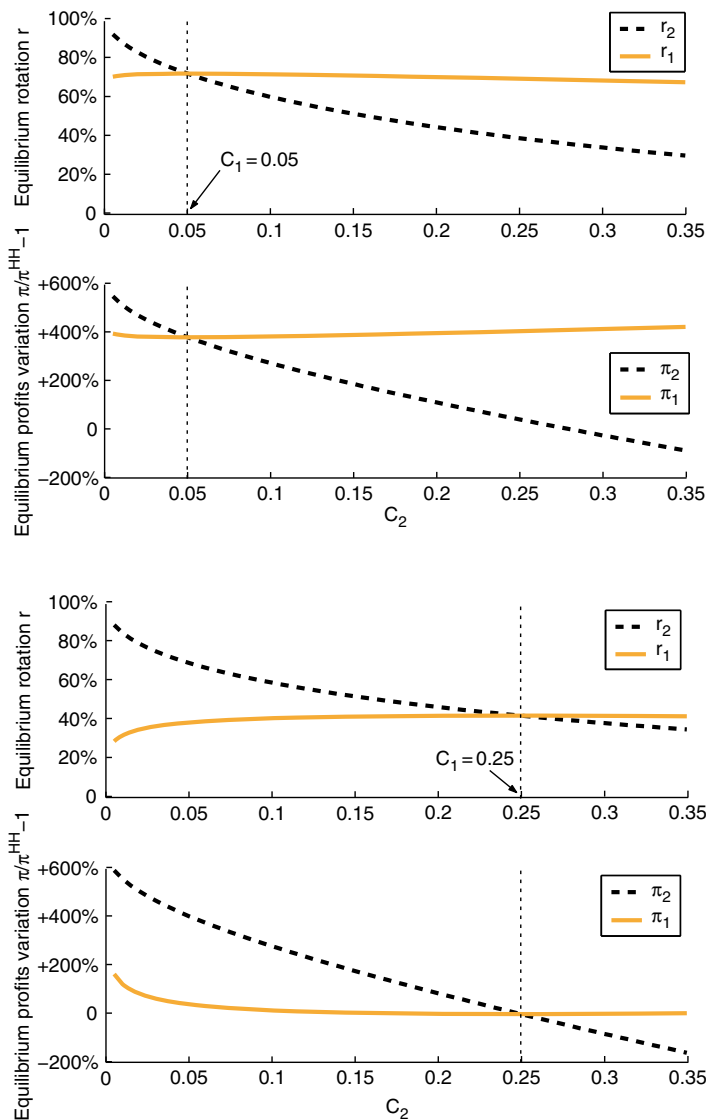 Equilibrium rotation r
100%
80%
60%
40%
20%
0
r₂
r₁
C₁ = 0.05
0 0.05 0.1 0.15 0.2 0.25 0.3 0.35
Equilibrium profits variation π/π^HH−1
+600%
+400%
+200%
0
−200%
π₂
π₁
0 0.05 0.1 0.15 0.2 0.25 0.3 0.35
C₂
Equilibrium rotation r
100%
80%
60%
40%
20%
0
r₂
r₁
C₁ = 0.25
0 0.05 0.1 0.15 0.2 0.25 0.3 0.35
Equilibrium profits variation π/π^HH−1
+600%
+400%
+200%
0
−200%
π₂
π₁
0 0.05 0.1 0.15 0.2 0.25 0.3 0.35
C₂